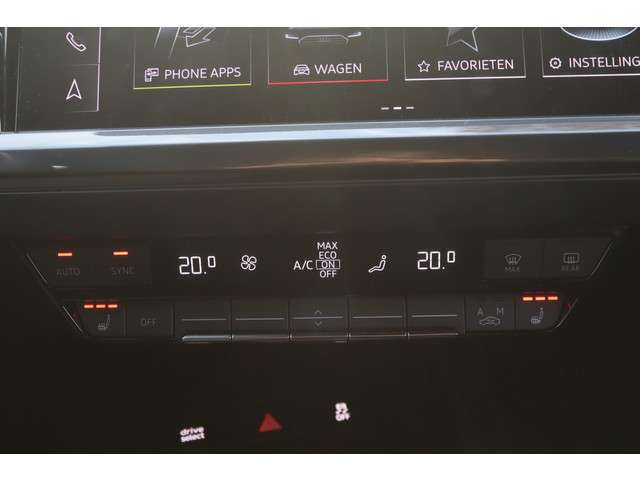 PHONE APPS
WAGEN
FAVORIETEN
INSTELLING
AUTO
SYNC
20.0
A/C
MAX
ECO
ON
OFF
20.0
MAX
REAR
OFF
A M
drive
select
OFF